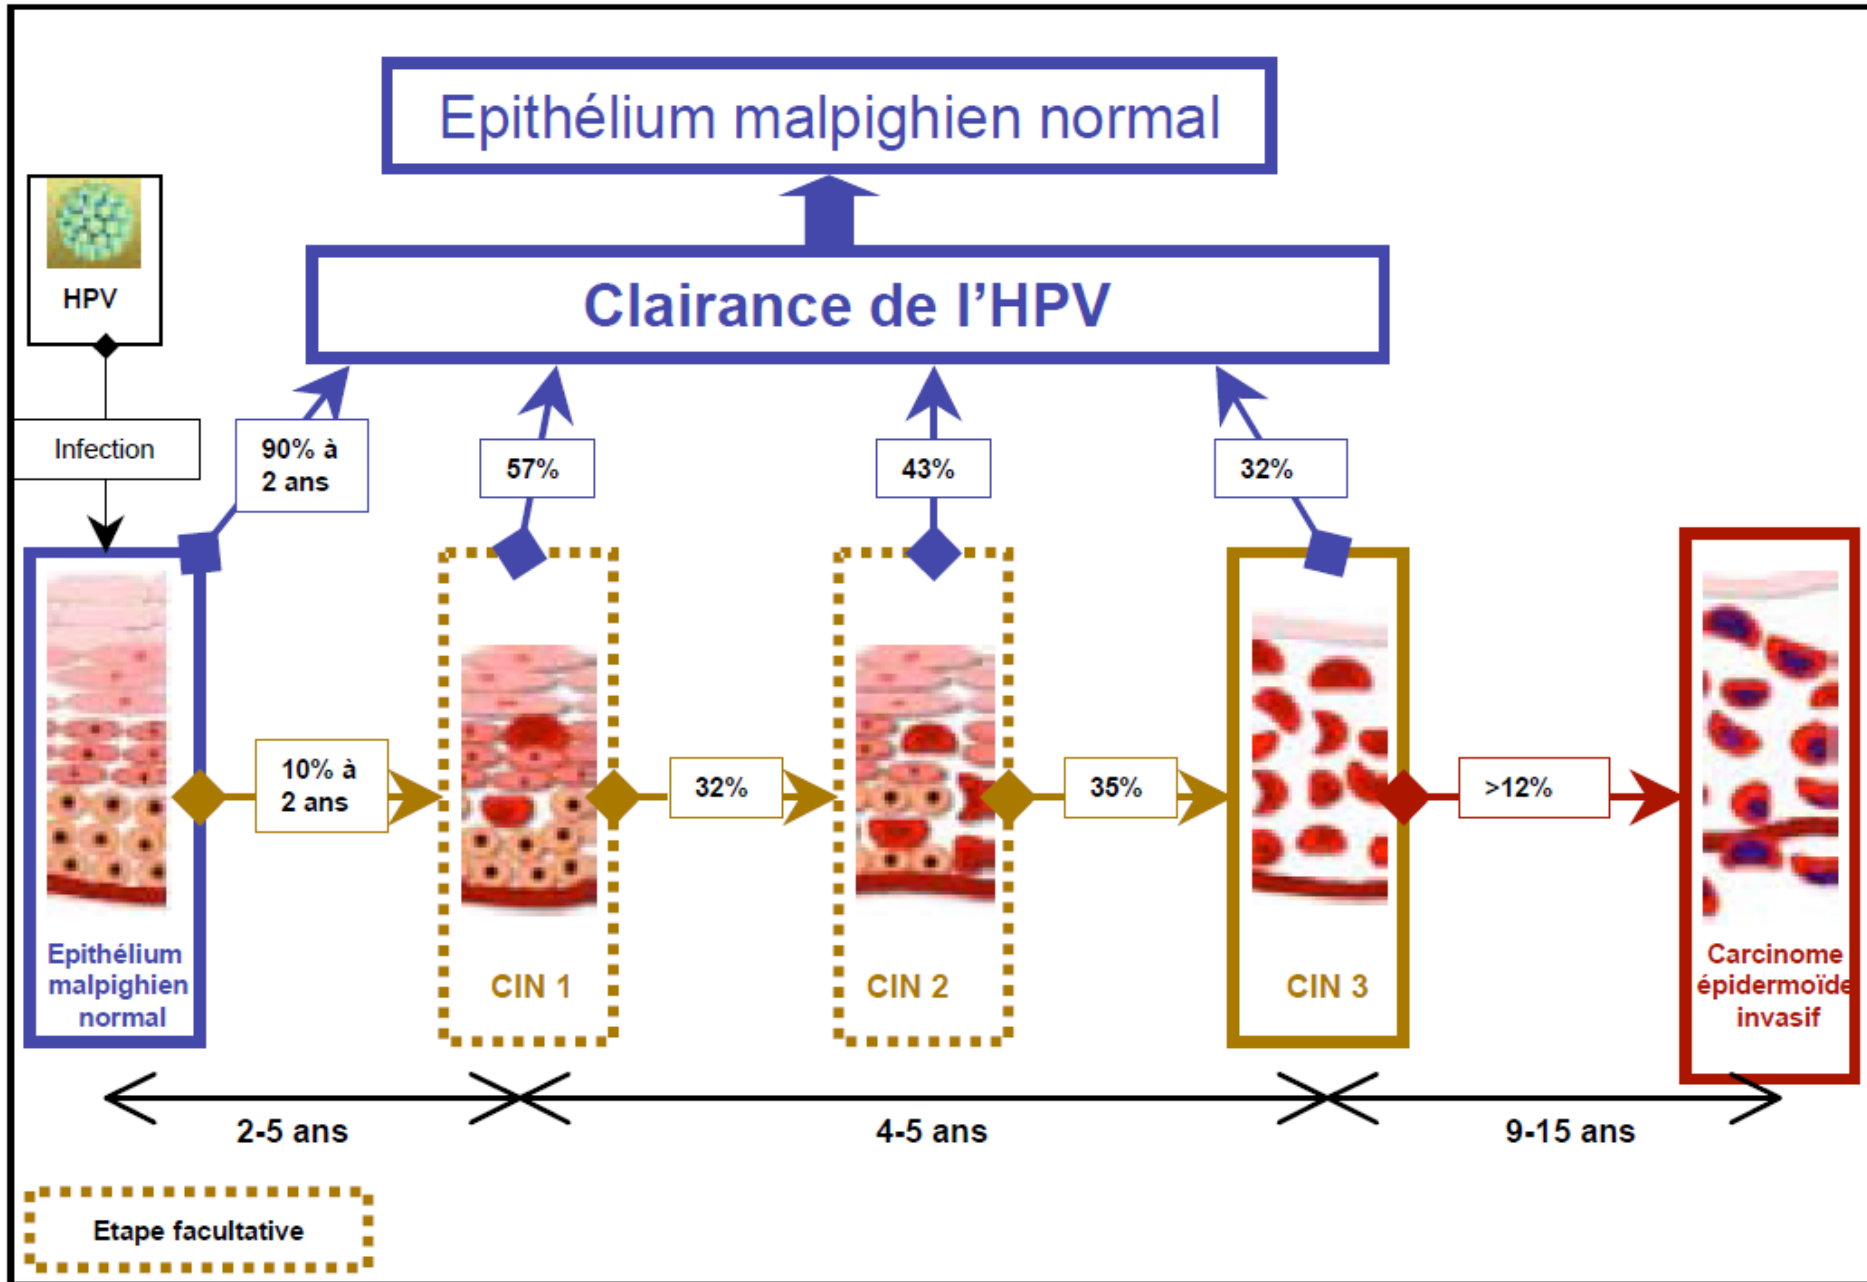 Epithélium malpighien normal
HPV
Clairance de l'HPV
Infection
90% à
2 ans
57%
43%
32%
10% à
2 ans
32%
35%
>12%
Epithélium
malpighien
normal
CIN 1
CIN 2
CIN 3
Carcinome
épidermoïde
invasif
2-5 ans
4-5 ans
9-15 ans
Etape facultative